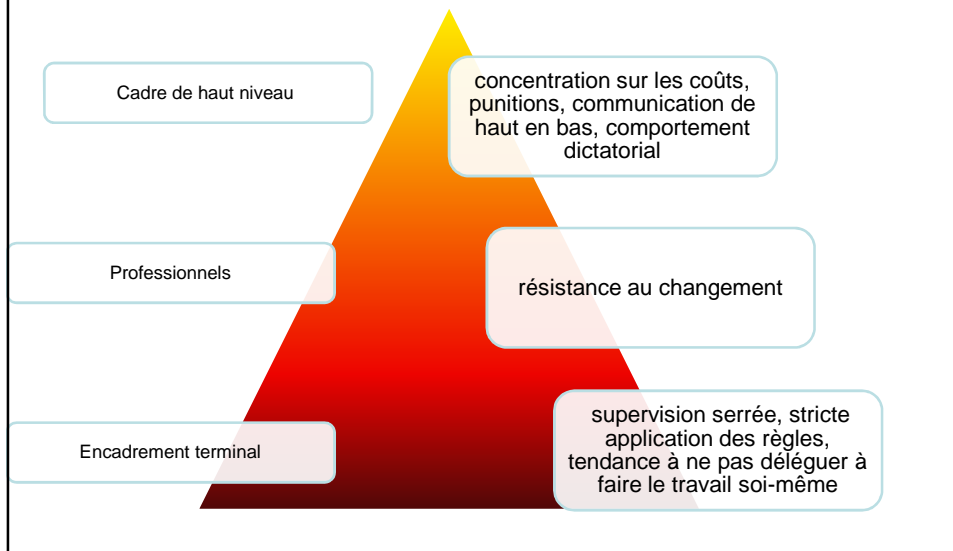 Cadre de haut niveau
concentration sur les coûts,
punitions, communication de
haut en bas, comportement
dictatorial
Professionnels
résistance au changement
Encadrement terminal
supervision serrée, stricte
application des règles,
tendance à ne pas déléguer à
faire le travail soi-même